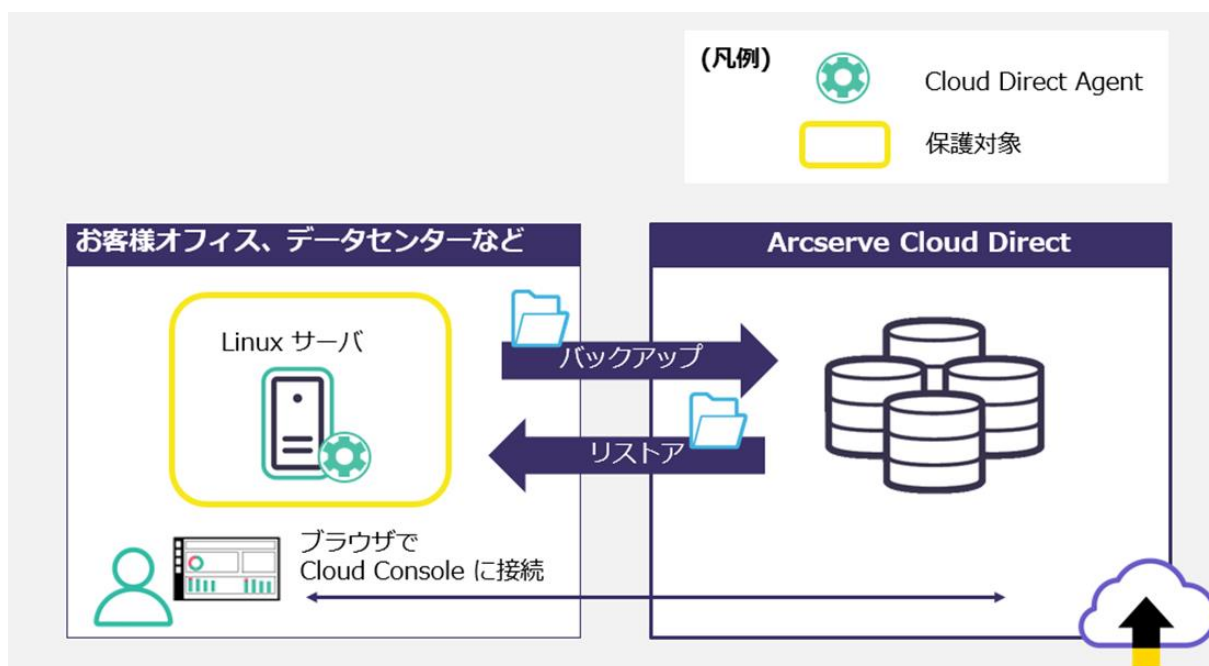 (凡例)
Cloud Direct Agent
保護対象
お客様オフィス、データセンターなど
Arcserve Cloud Direct
Linux サーバ
バックアップ
リストア
ブラウザで
Cloud Console に接続